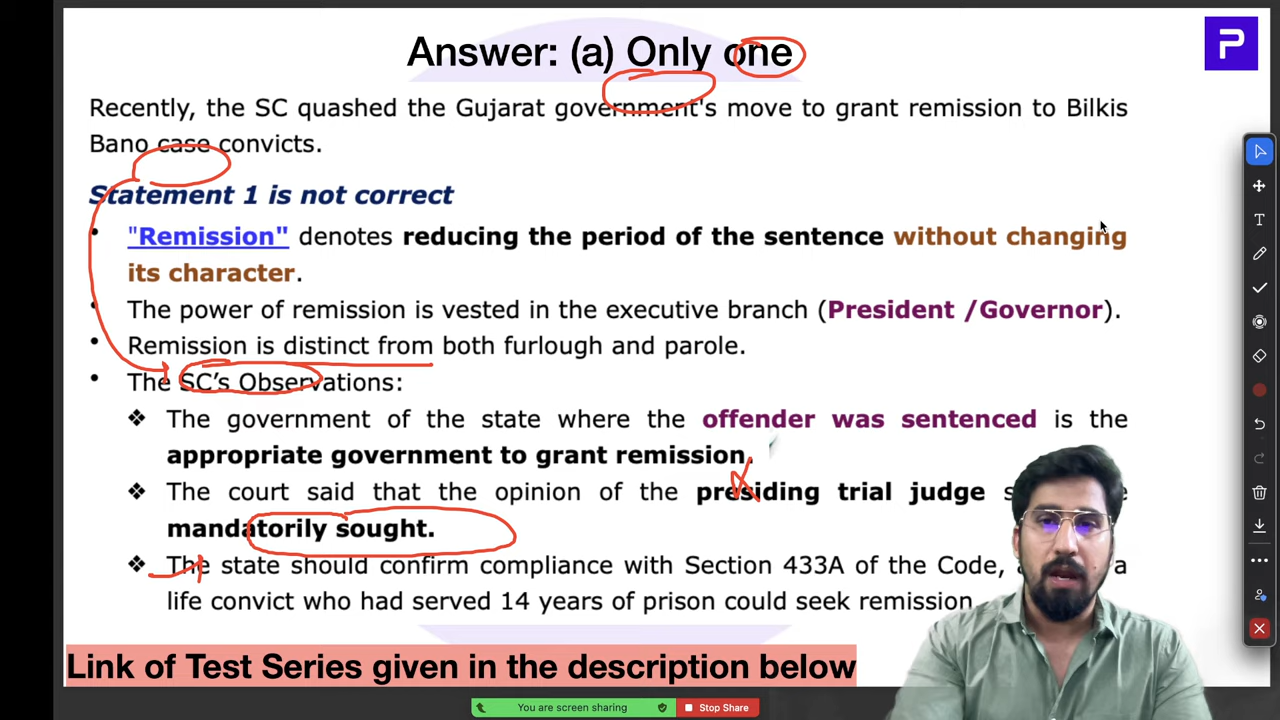 Answer: (a) Only one
P
Recently, the SC quashed the Gujarat government's move to grant remission to Bilkis
Bano case convicts.
Statement 1 is not correct
• "Remission" denotes reducing the period of the sentence without changing
its character.
• The power of remission is vested in the executive branch (President /Governor).
• Remission is distinct from both furlough and parole.
• The SC's Observations:
❖ The government of the state where the offender was sentenced is the
appropriate government to grant remission.
❖ The court said that the opinion of the presiding trial judge
mandatorily sought.
❖ The state should confirm compliance with Section 433A of the Code,
life convict who had served 14 years of prison could seek remission.
Link of Test Series given in the description below
You are screen sharing
Stop Share